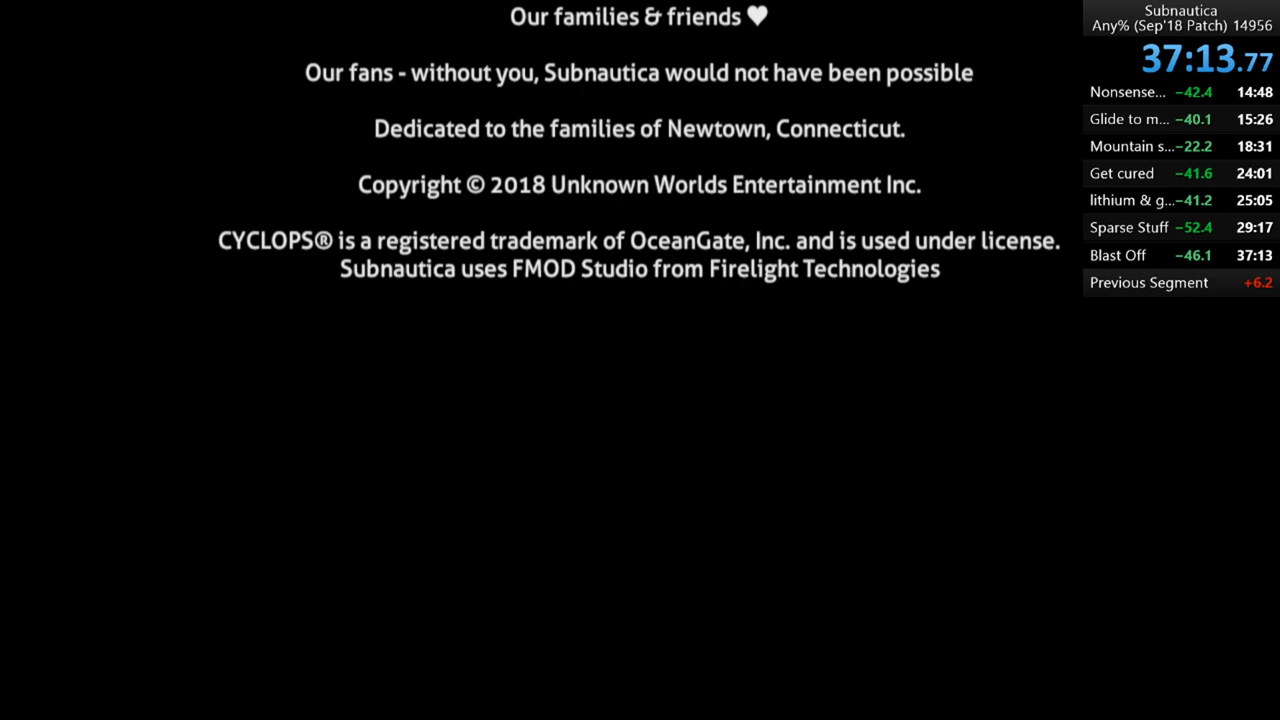 Our families & friends ♥
Our fans - without you, Subnautica would not have been possible
Dedicated to the families of Newtown, Connecticut.
Copyright © 2018 Unknown Worlds Entertainment Inc.
CYCLOPS® is a registered trademark of OceanGate, Inc. and is used under license.
Subnautica uses FMOD Studio from Firelight Technologies
Subnautica
Any% (Sep'18 Patch) 14956
37:13.77
Nonsense... −42.4 14:48
Glide to m... −40.1 15:26
Mountain s... −22.2 18:31
Get cured −41.6 24:01
lithium & g... −41.2 25:05
Sparse Stuff −52.4 29:17
Blast Off −46.1 37:13
Previous Segment +6.2